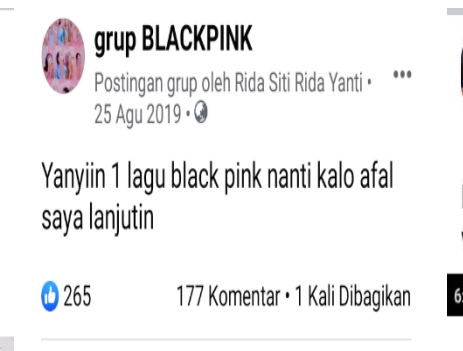 grup BLACKPINK
Postingan grup oleh Rida Siti Rida Yanti •
25 Agu 2019 •
Yanyiin 1 lagu black pink nanti kalo afal
saya lanjutin
265
177 Komentar • 1 Kali Dibagikan